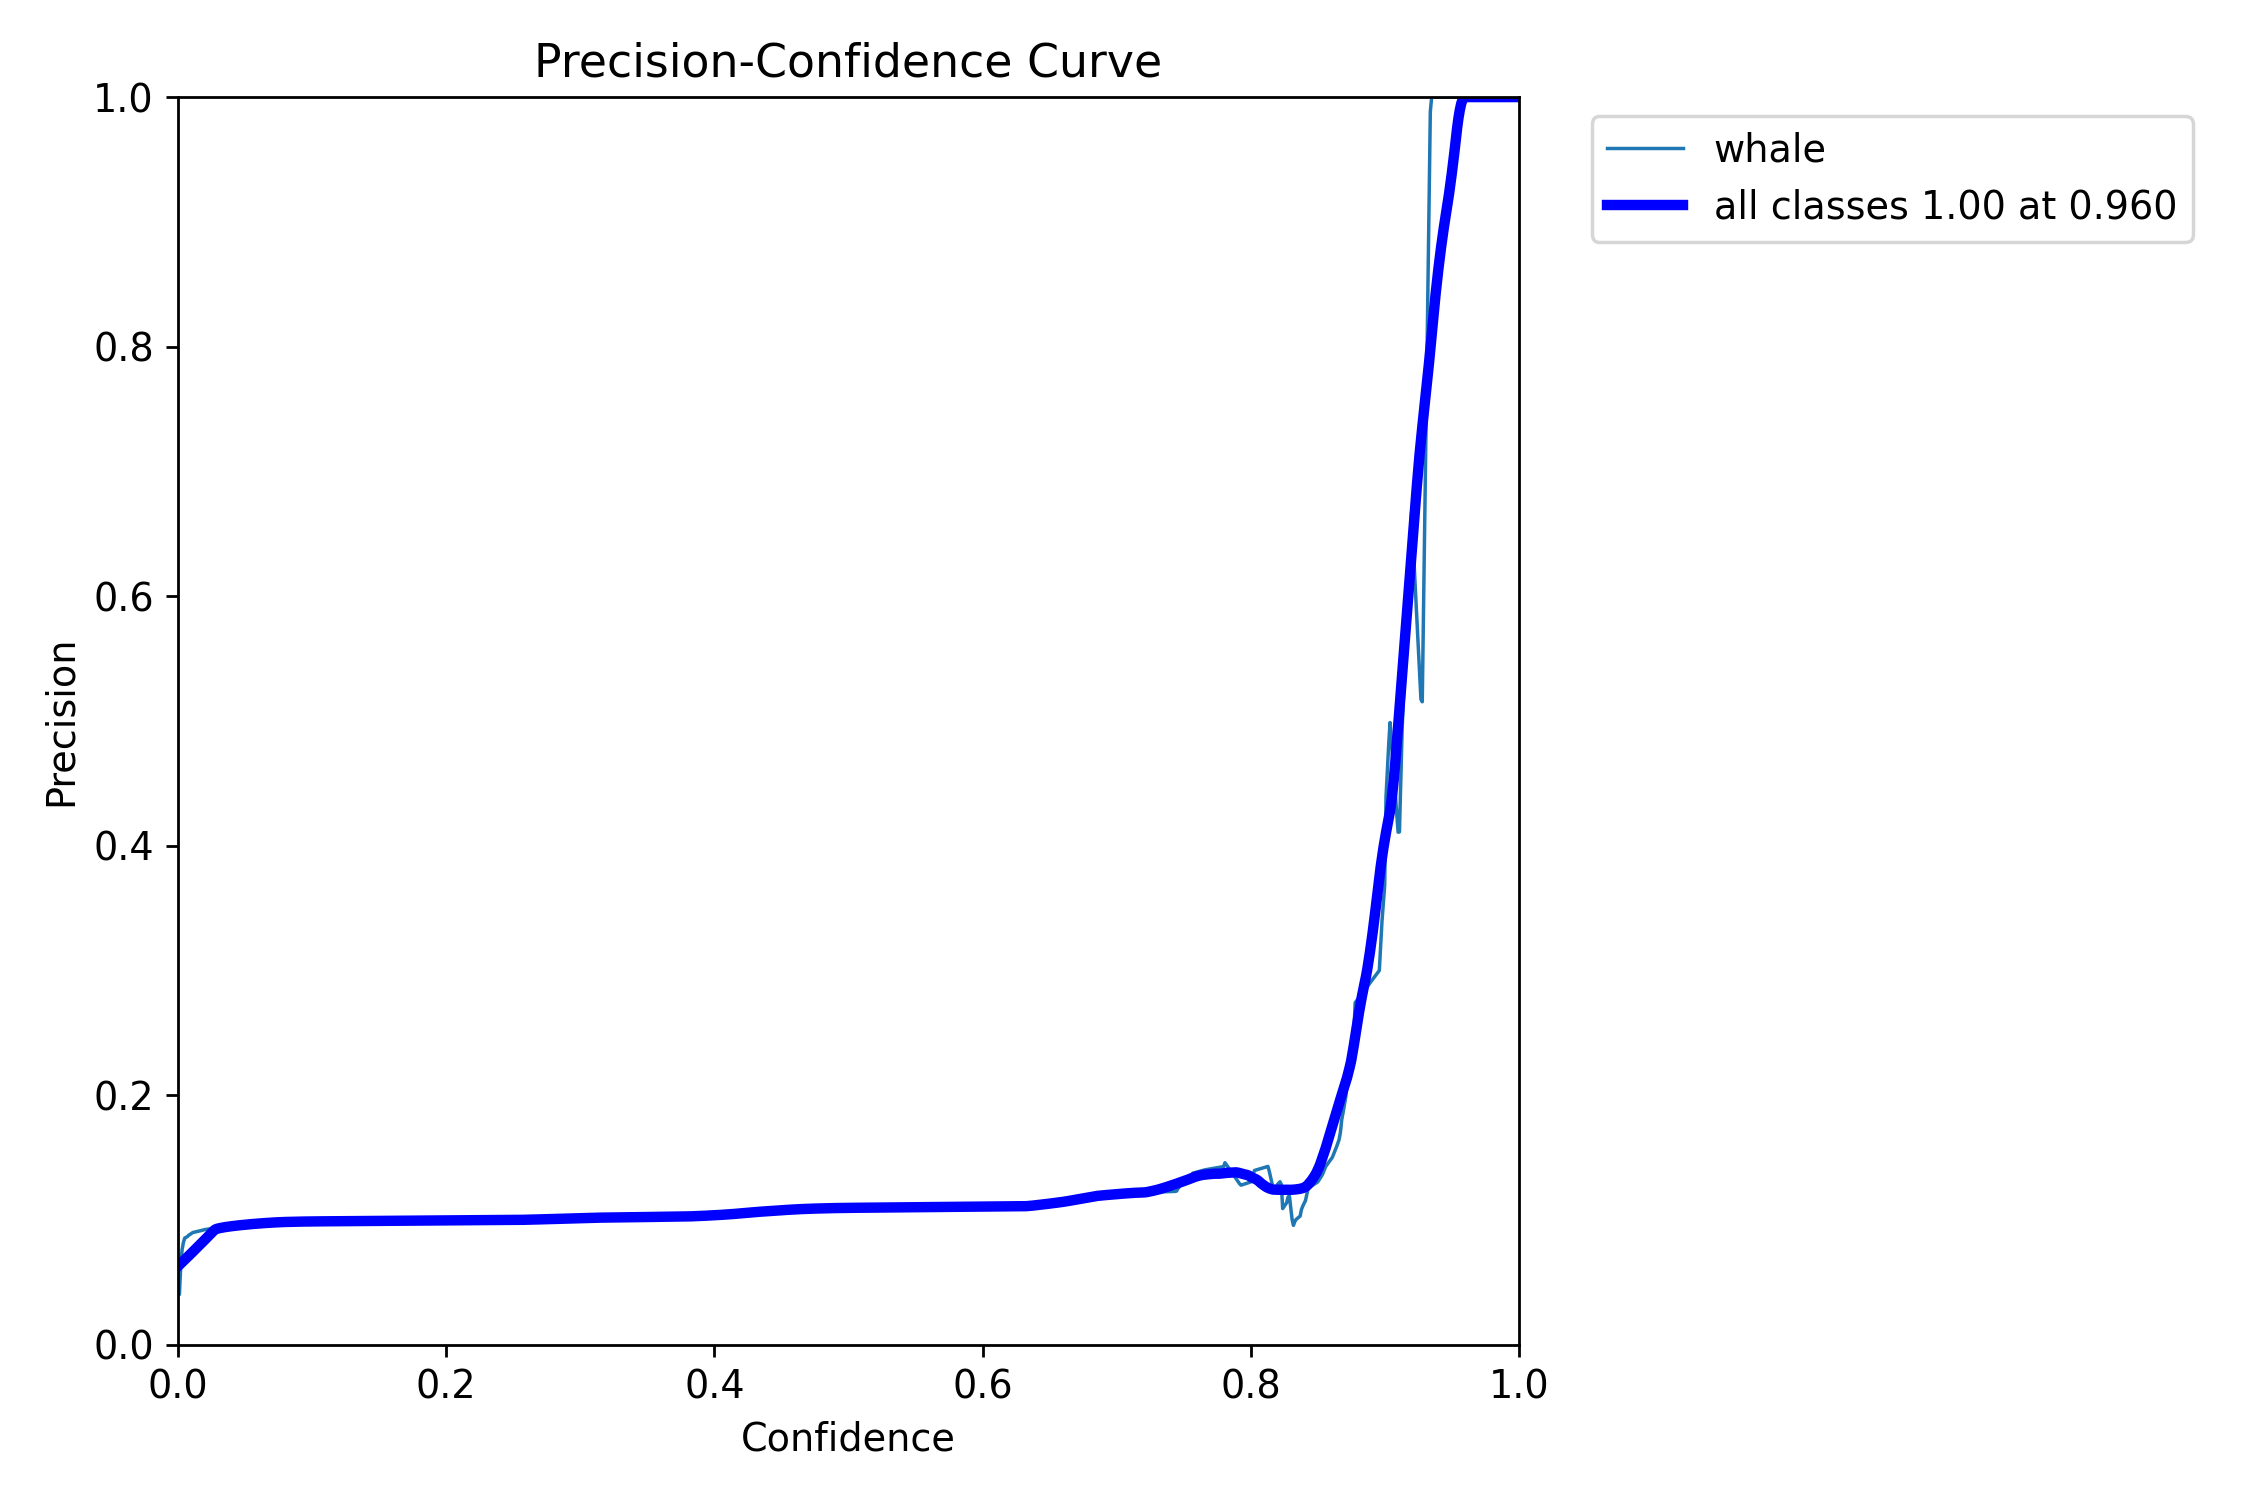 Precision-Confidence Curve
1.0
0.8
0.6
0.4
0.2
0.0
Precision
0.0 0.2 0.4 0.6 0.8 1.0
Confidence
whale
all classes 1.00 at 0.960